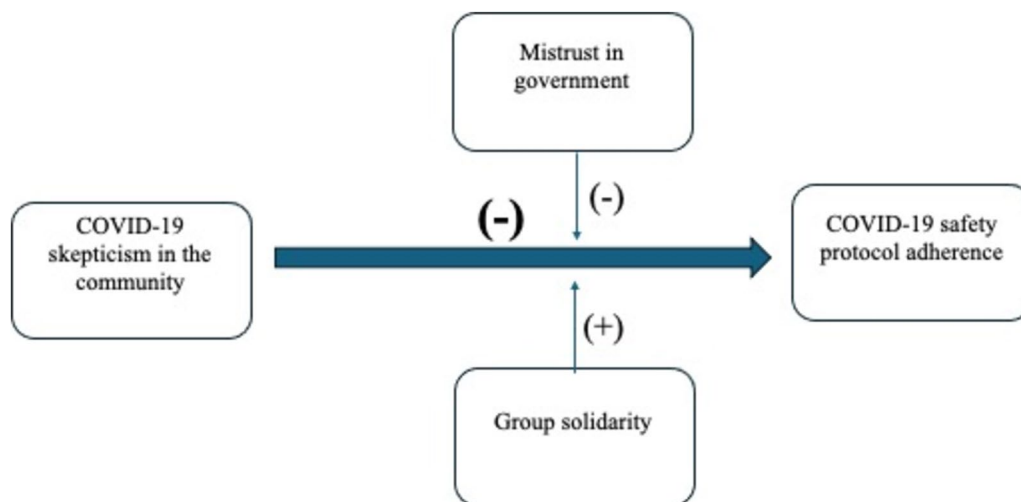 Mistrust in
government
(-)
(-)
COVID-19
skepticism in the
community
COVID-19 safety
protocol adherence
(+)
Group solidarity